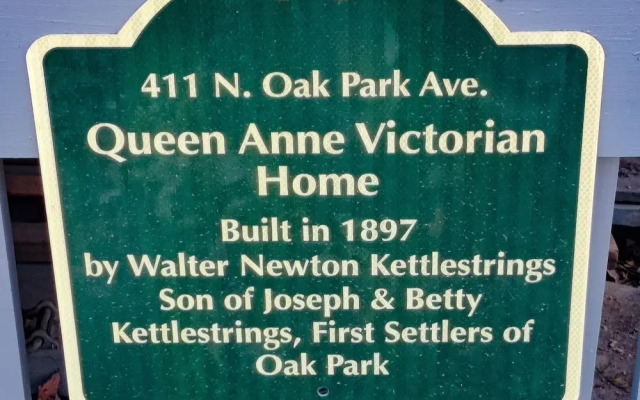 411 N. Oak Park Ave.
Queen Anne Victorian
Home
Built in 1897
by Walter Newton Kettlestrings
Son of Joseph & Betty
Kettlestrings, First Settlers of
Oak Park